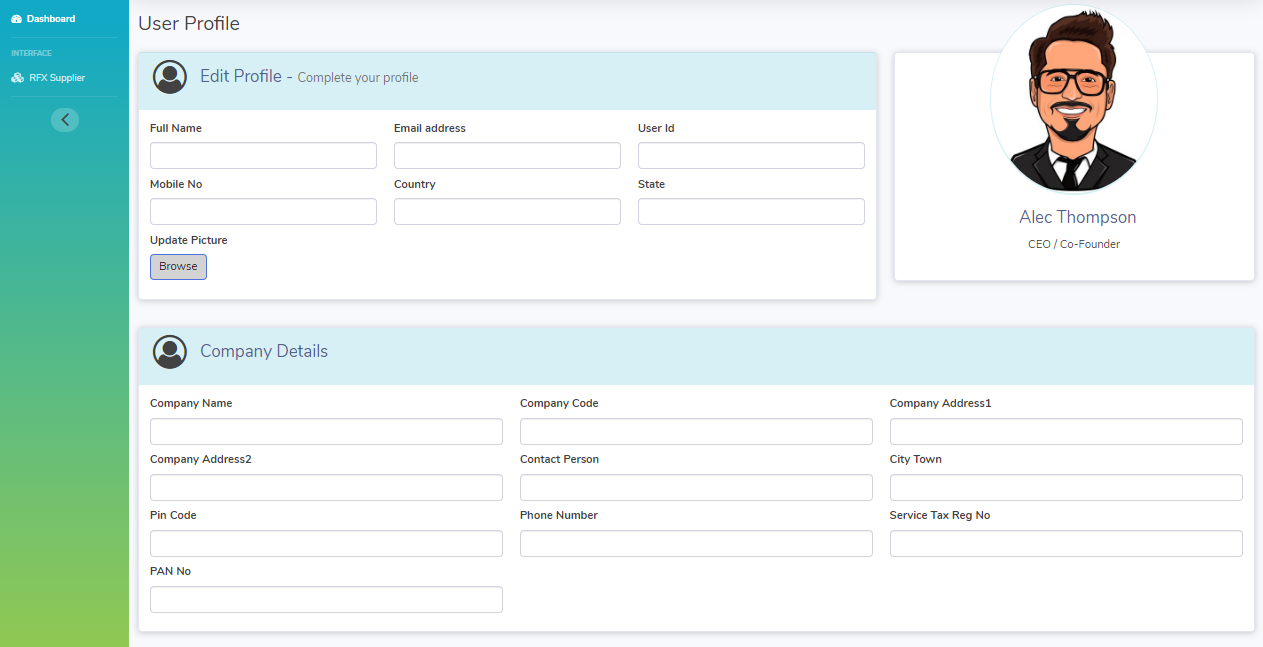 Dashboard
INTERFACE
RFX Supplier
User Profile
Edit Profile - Complete your profile
Full Name
Email address
User Id
Mobile No
Country
State
Update Picture
Browse
Alec Thompson
CEO / Co-Founder
Company Details
Company Name
Company Code
Company Address1
Company Address2
Contact Person
City Town
Pin Code
Phone Number
Service Tax Reg No
PAN No